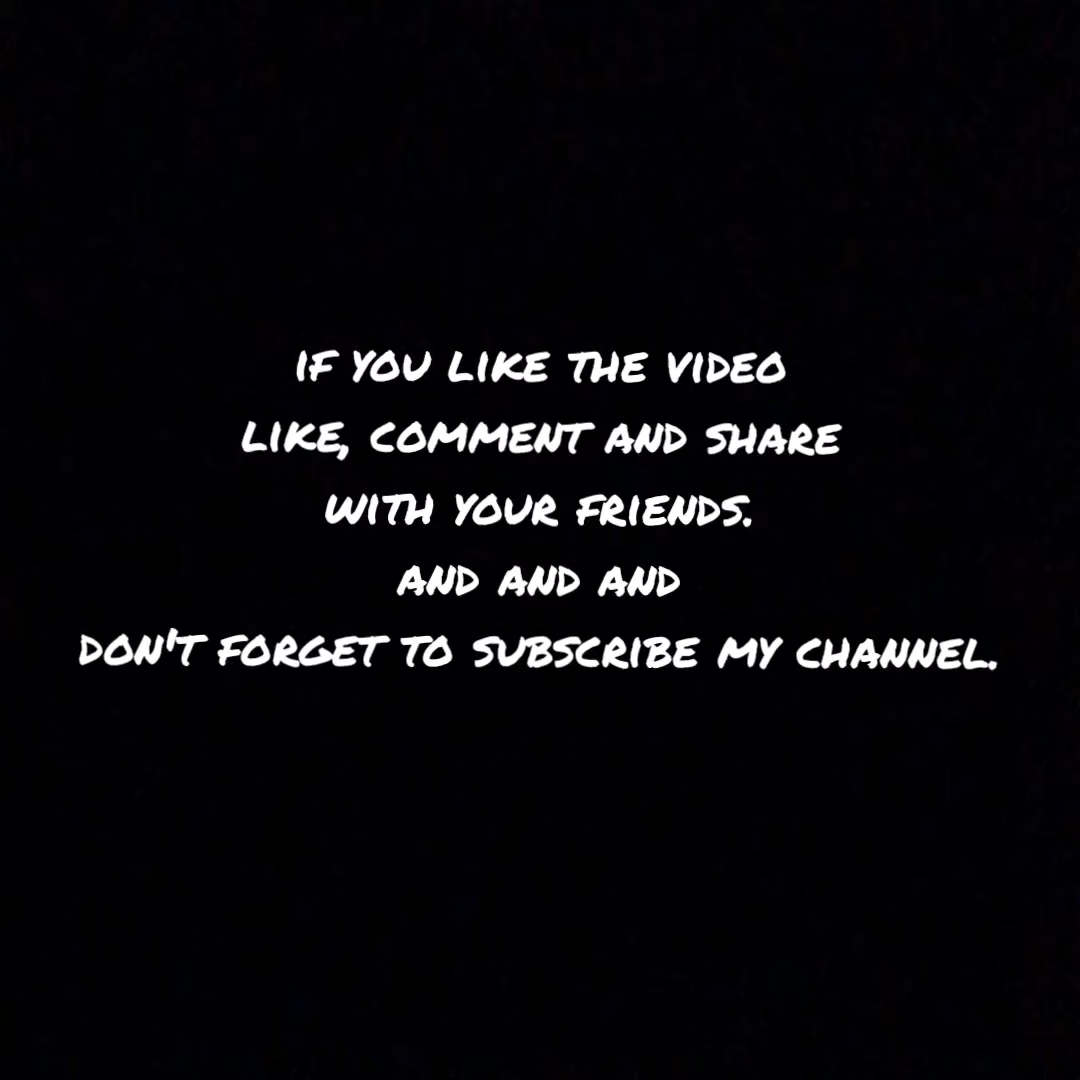 IF YOU LIKE THE VIDEO
LIKE, COMMENT AND SHARE
WITH YOUR FRIENDS.
AND AND AND
DON'T FORGET TO SUBSCRIBE MY CHANNEL.